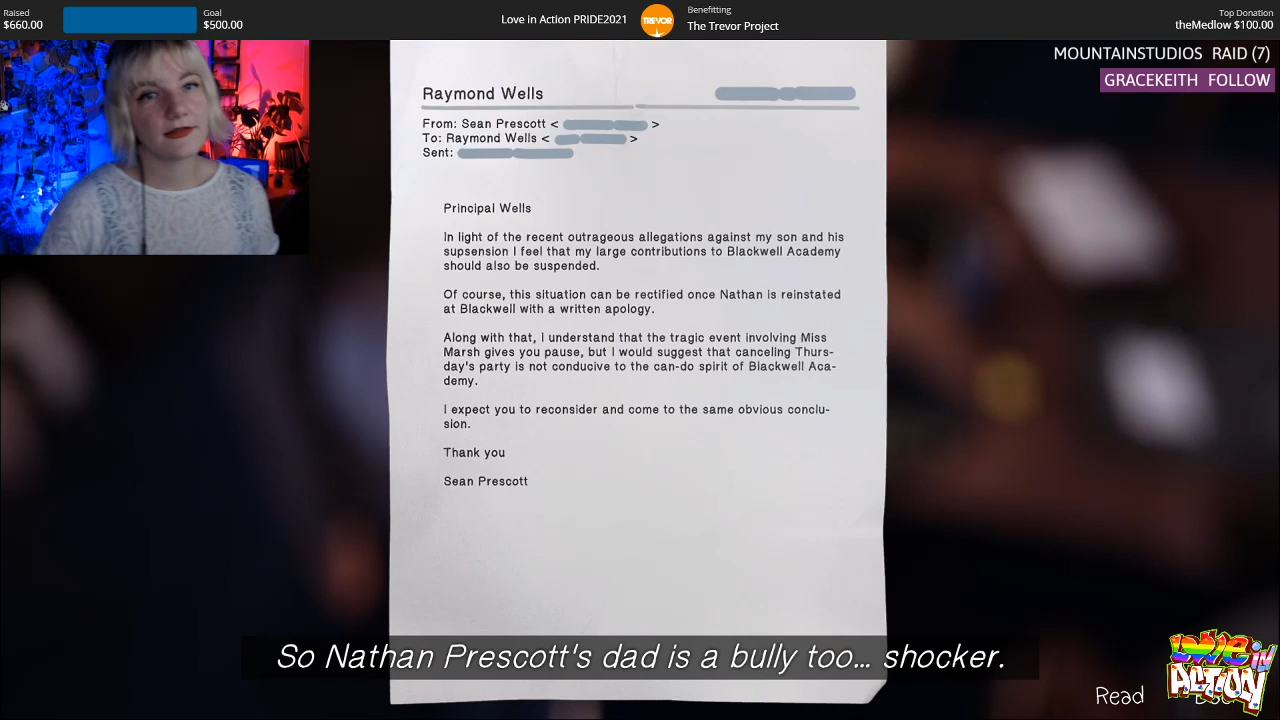 Raised
$660.00
Goal
$500.00
Love in Action PRIDE2021
TREVOR
Benefitting
The Trevor Project
Top Donation
theMedlow $100.00
MOUNTAINSTUDIOS RAID (7)
GRACEKEITH FOLLOW
Raymond Wells
From: Sean Prescott < >
To: Raymond Wells < >
Sent:
Principal Wells
In light of the recent outrageous allegations against my son and his
supsension I feel that my large contributions to Blackwell Academy
should also be suspended.
Of course, this situation can be rectified once Nathan is reinstated
at Blackwell with a written apology.
Along with that, I understand that the tragic event involving Miss
Marsh gives you pause, but I would suggest that canceling Thurs-
day's party is not conducive to the can-do spirit of Blackwell Aca-
demy.
I expect you to reconsider and come to the same obvious conclu-
sion.
Thank you
Sean Prescott
So Nathan Prescott's dad is a bully too... shocker.
Read
LOVE in
ACTION